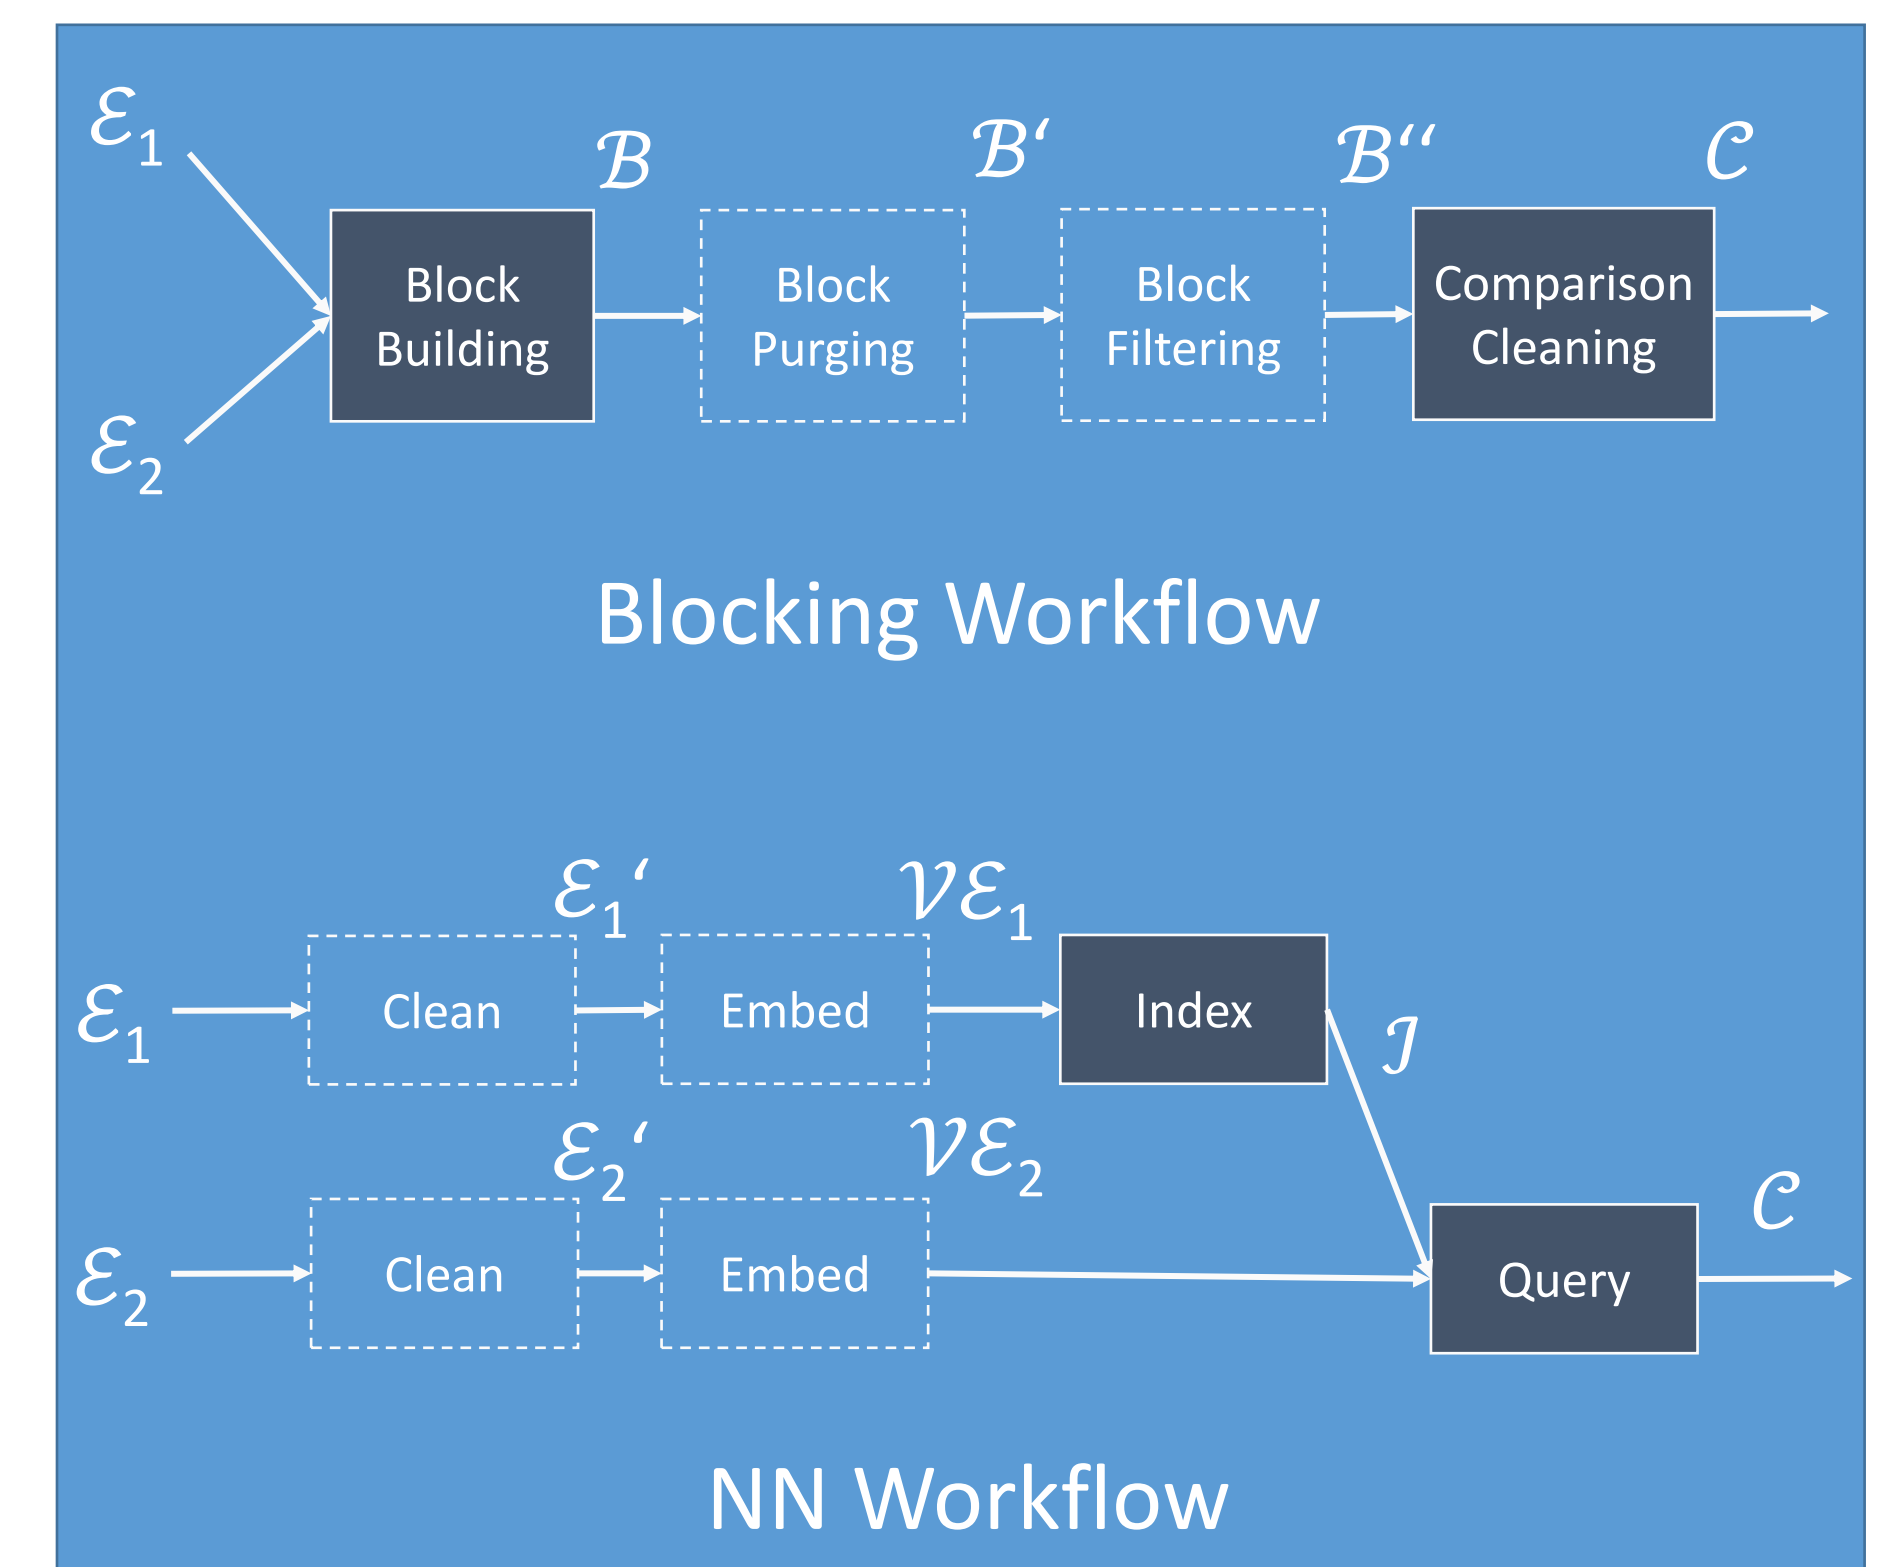 ℰ1
ℬ
ℬ‘
ℬ‘‘
𝒞
Block
Building
Block
Purging
Block
Filtering
Comparison
Cleaning
ℰ2
Blocking Workflow
ℰ1‘
𝒱ℰ1
ℰ1
Clean
Embed
Index
ℐ
ℰ2‘
𝒱ℰ2
𝒞
ℰ2
Clean
Embed
Query
NN Workflow